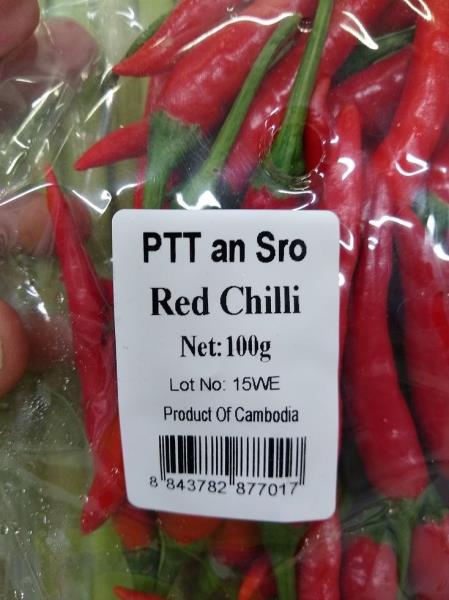 PTT an Sro
Red Chilli
Net:100g
Lot No: 15WE
Product Of Cambodia
8 843782 877017